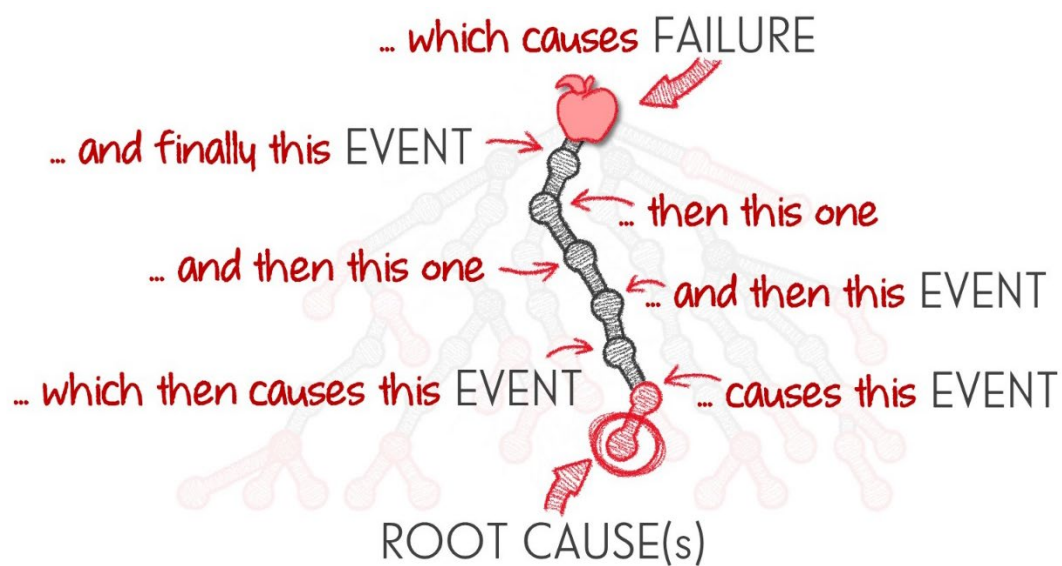 ... which causes FAILURE
... and finally this EVENT
... then this one
... and then this one
... and then this EVENT
... which then causes this EVENT
... causes this EVENT
ROOT CAUSE(s)